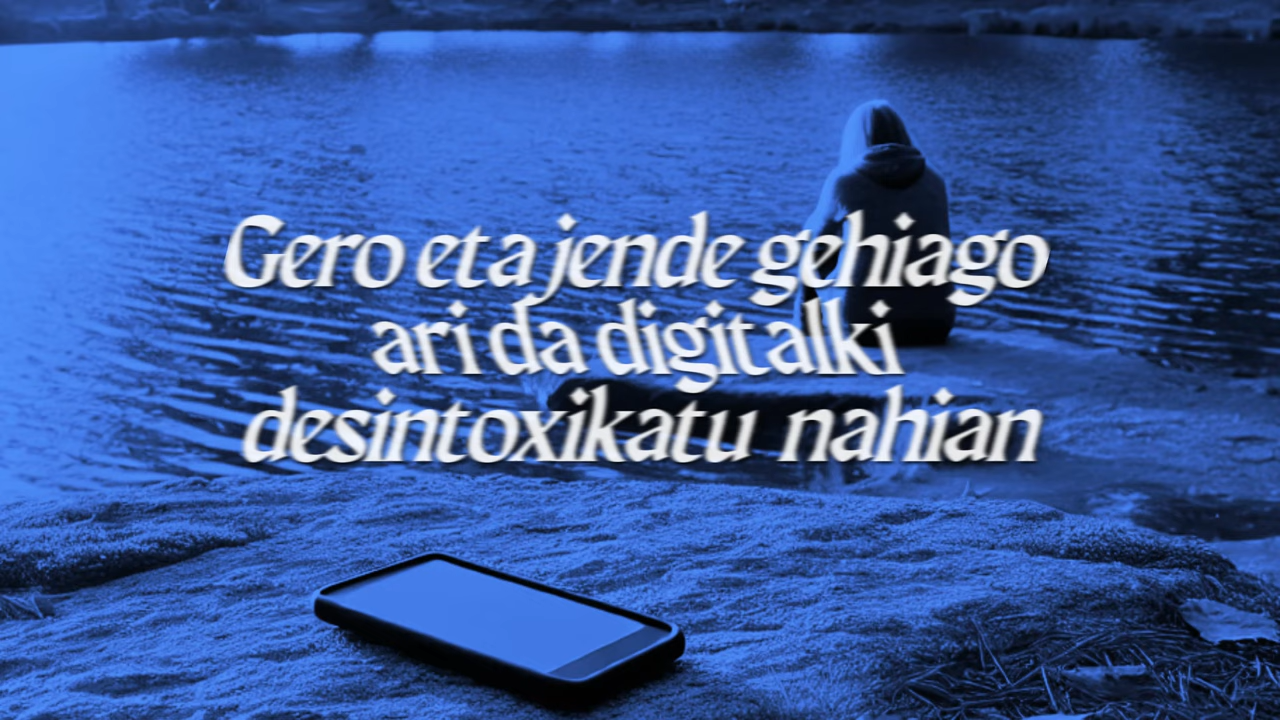 Gero eta jende gehiago
ari da digitalki
desintoxikatu nahian